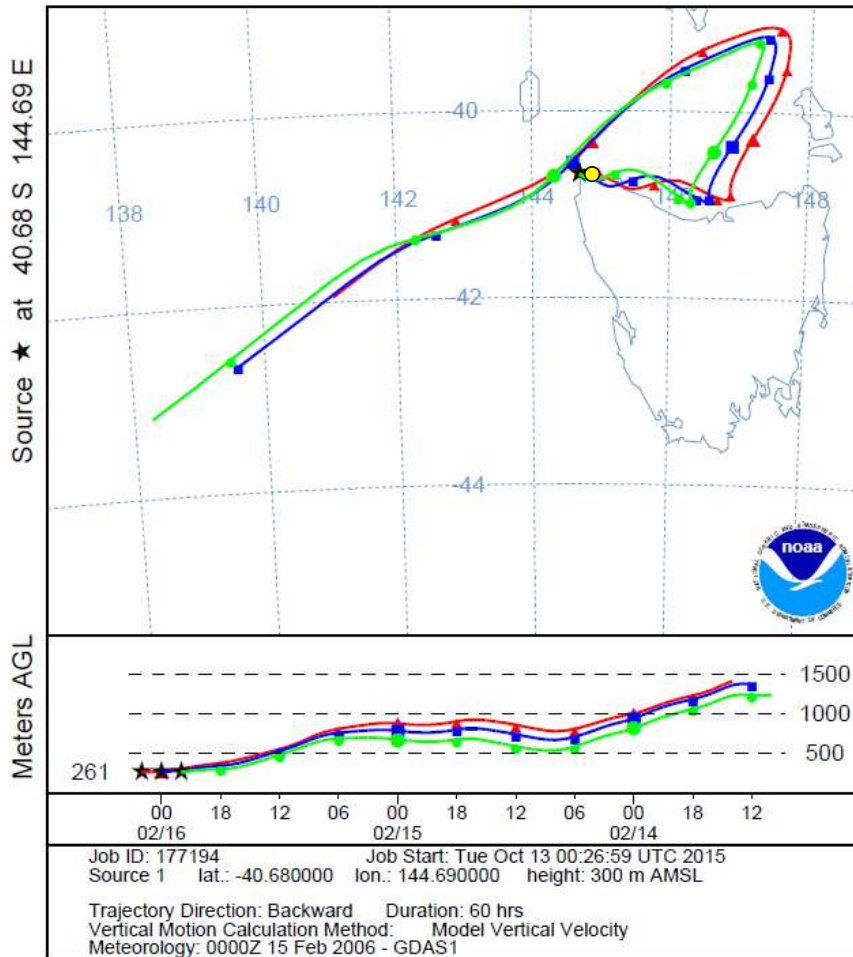 Source ★ at 40.68 S 144.69 E
-40
138
140
142
144
148
-42
-44
noaa
Meters AGL
1500
1000
500
261
00 18 12 06 00 18 12 06 00 18 12
02/16 02/15 02/14
Job ID: 177194 Job Start: Tue Oct 13 00:26:59 UTC 2015
Source 1 lat.: -40.680000 lon.: 144.690000 height: 300 m AMSL
Trajectory Direction: Backward Duration: 60 hrs
Vertical Motion Calculation Method: Model Vertical Velocity
Meteorology: 0000Z 15 Feb 2006 - GDAS1